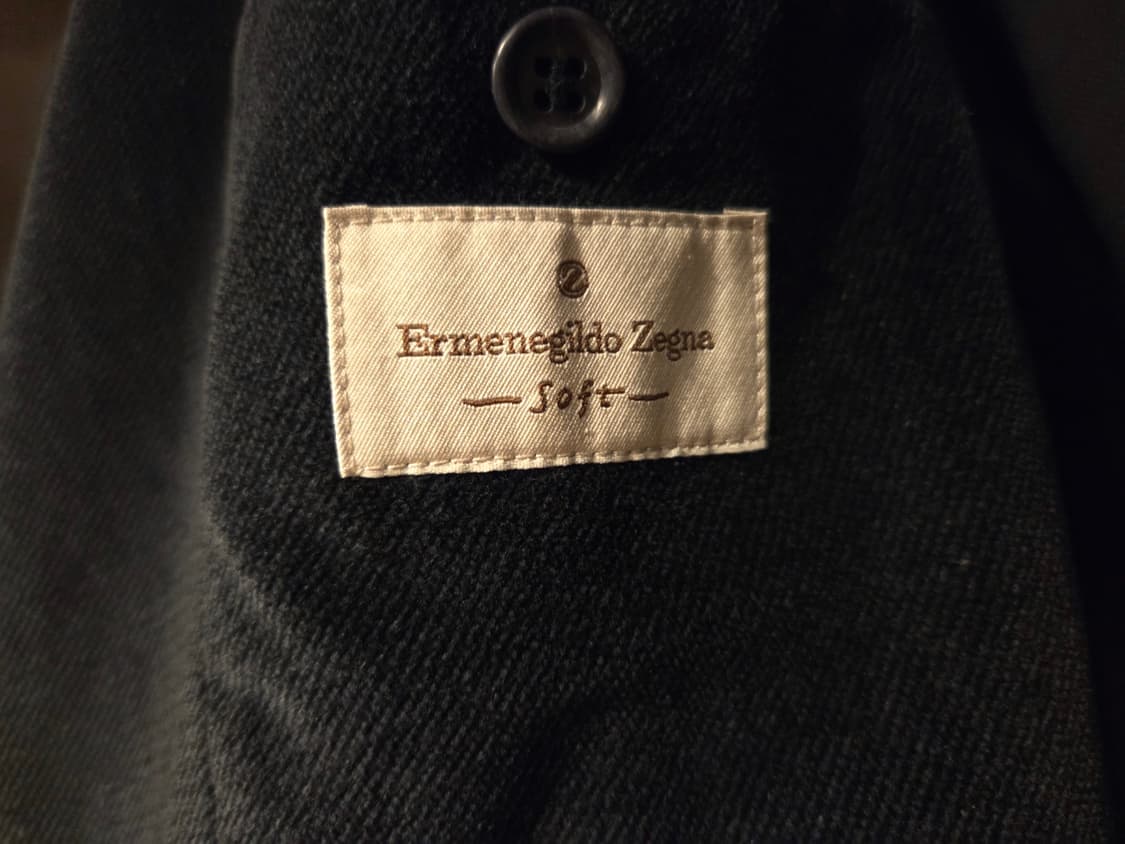 Ermenegildo Zegna
— Soft —